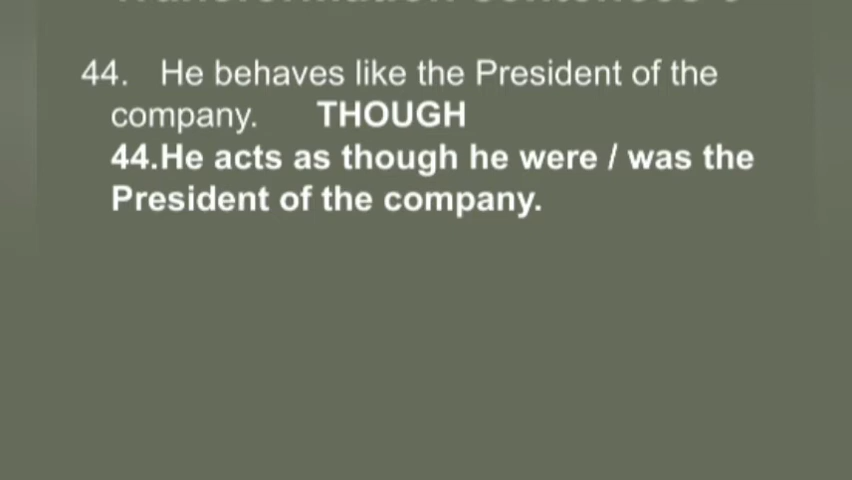 44. He behaves like the President of the
company. THOUGH
44.He acts as though he were / was the
President of the company.